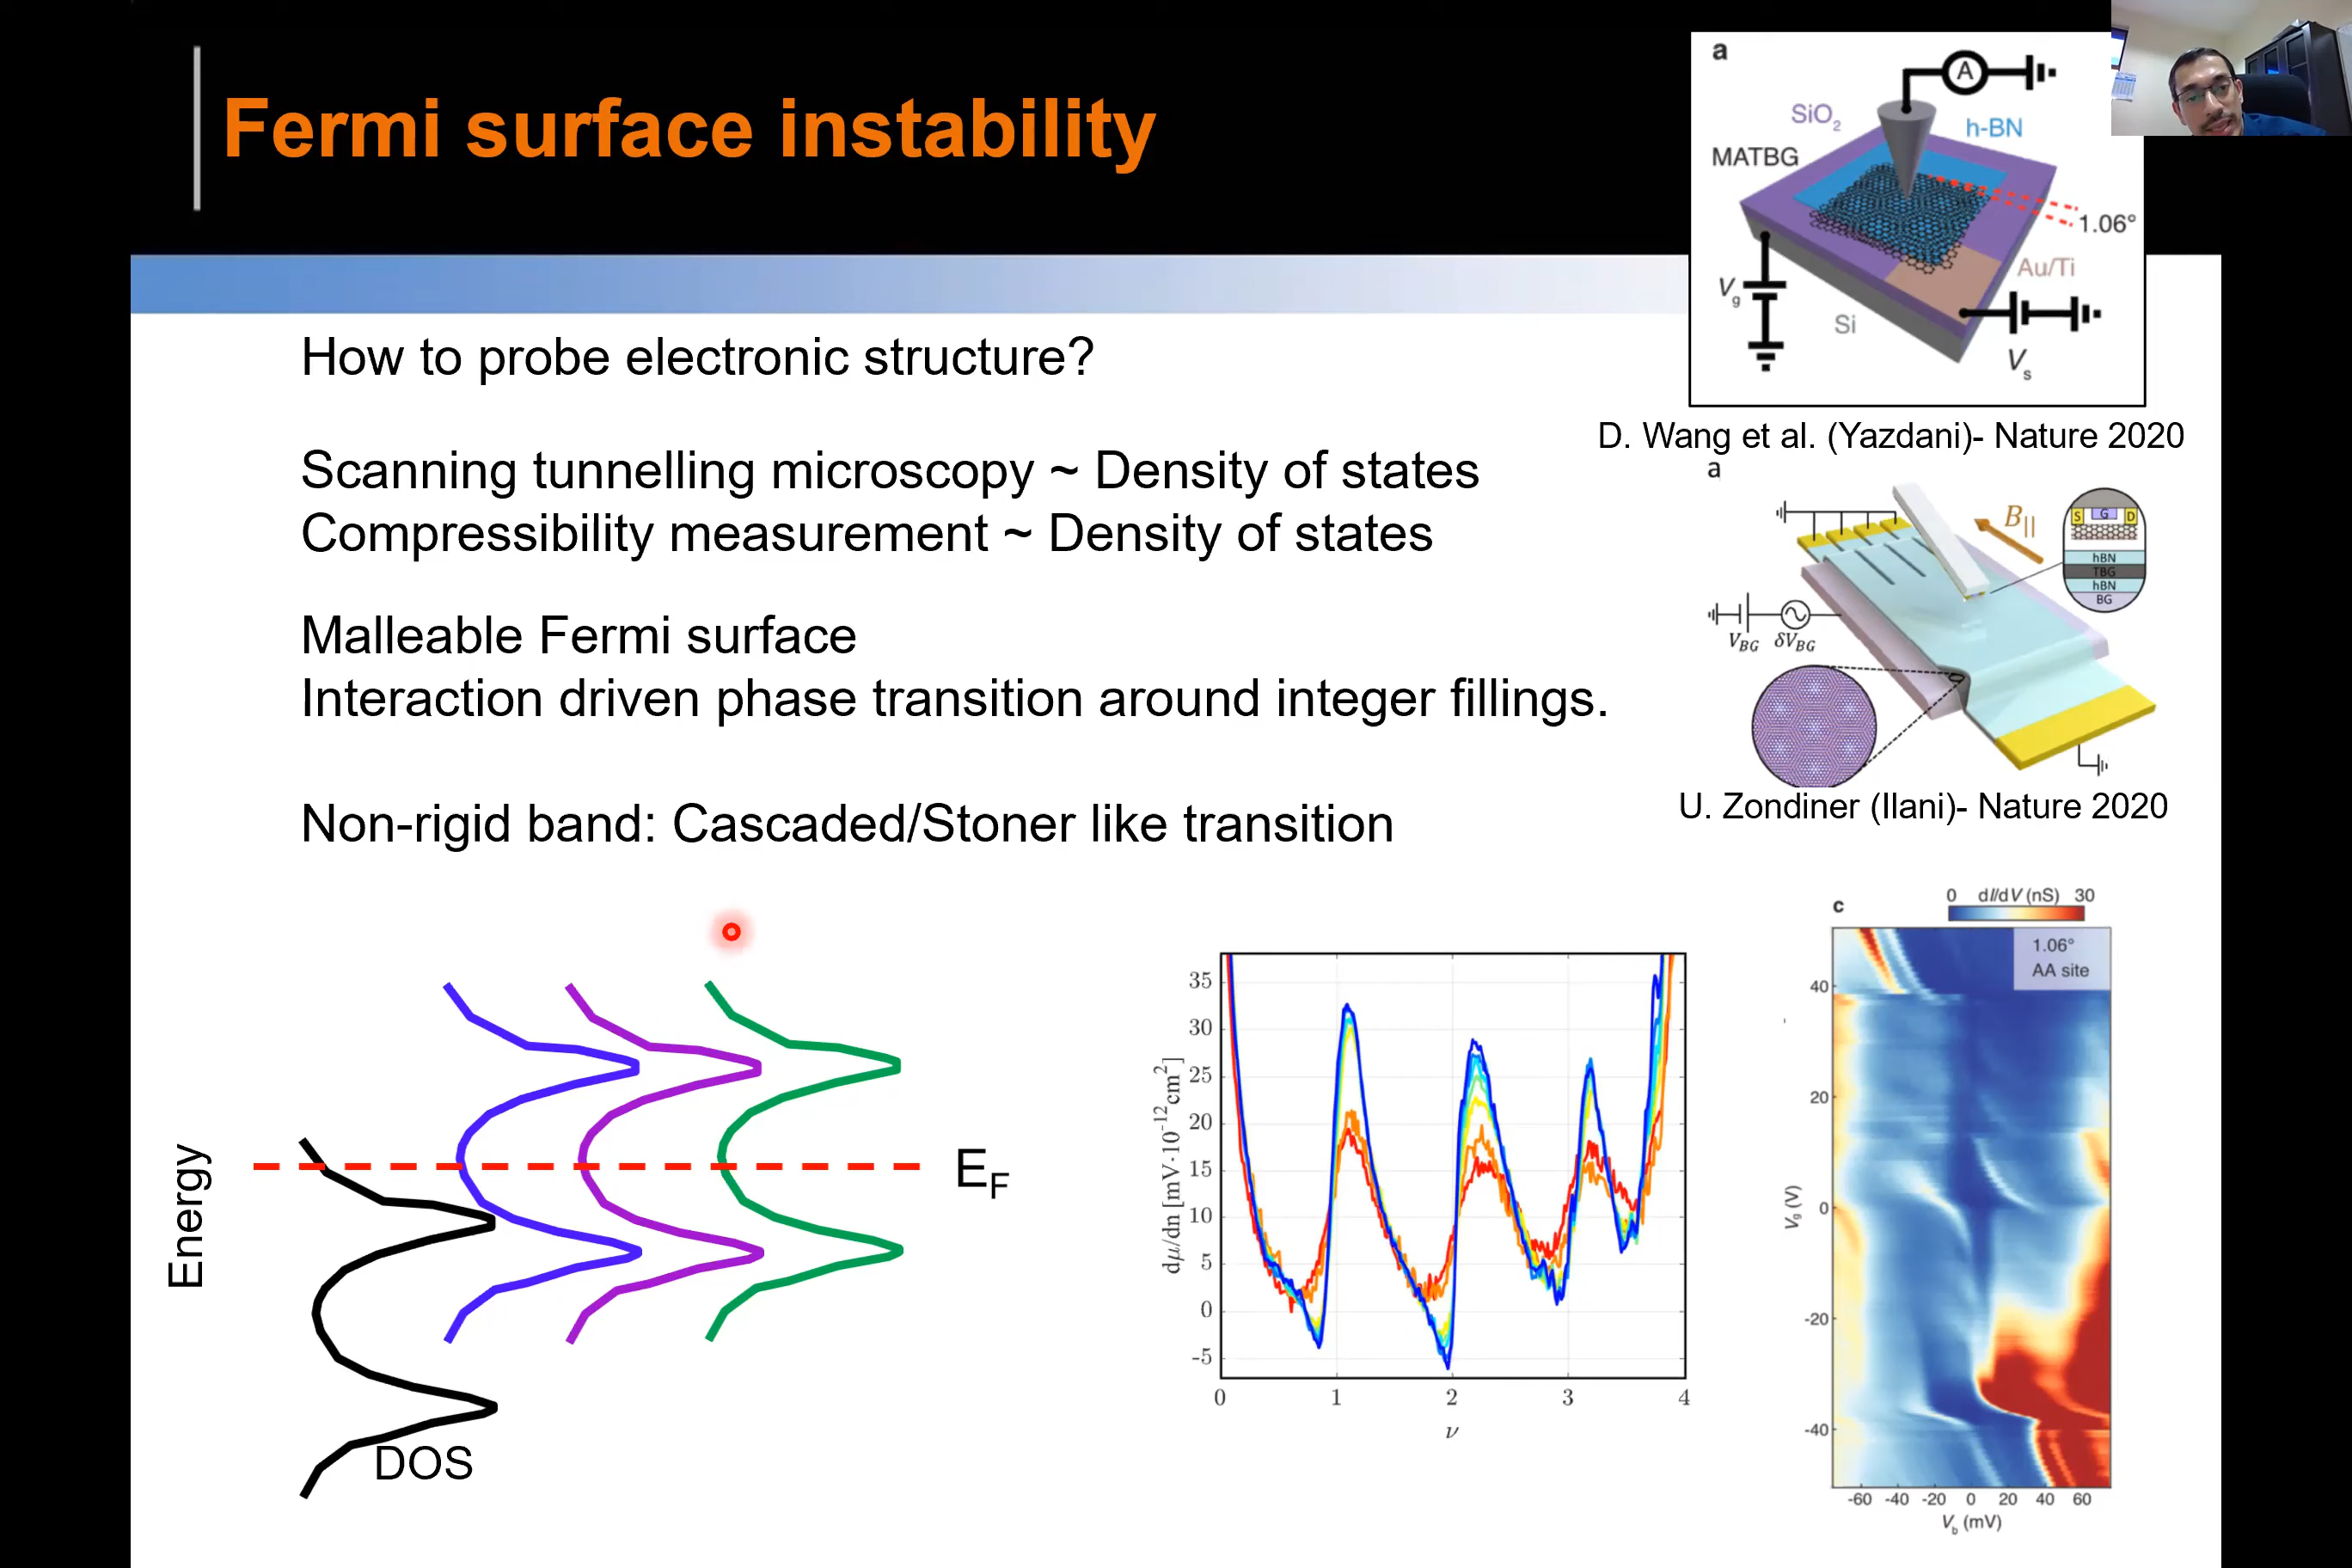 Fermi surface instability
a
A
SiO2
h-BN
MATBG
1.06°
Au/Ti
Vg
Si
Vs
How to probe electronic structure?
D. Wang et al. (Yazdani)- Nature 2020
Scanning tunnelling microscopy ~ Density of states
Compressibility measurement ~ Density of states
a
B||
S G D
hBN
TBG
hBN
BG
VBG δVBG
Malleable Fermi surface
Interaction driven phase transition around integer fillings.
U. Zondiner (Ilani)- Nature 2020
Non-rigid band: Cascaded/Stoner like transition
Energy
EF
DOS
dμ/dn [mV·10⁻¹²cm²]
35
30
25
20
15
10
5
0
-5
0 1 2 3 4
ν
c
0 dI/dV (nS) 30
1.06°
AA site
Vg (V)
40
20
0
-20
-40
-60 -40 -20 0 20 40 60
Vb (mV)